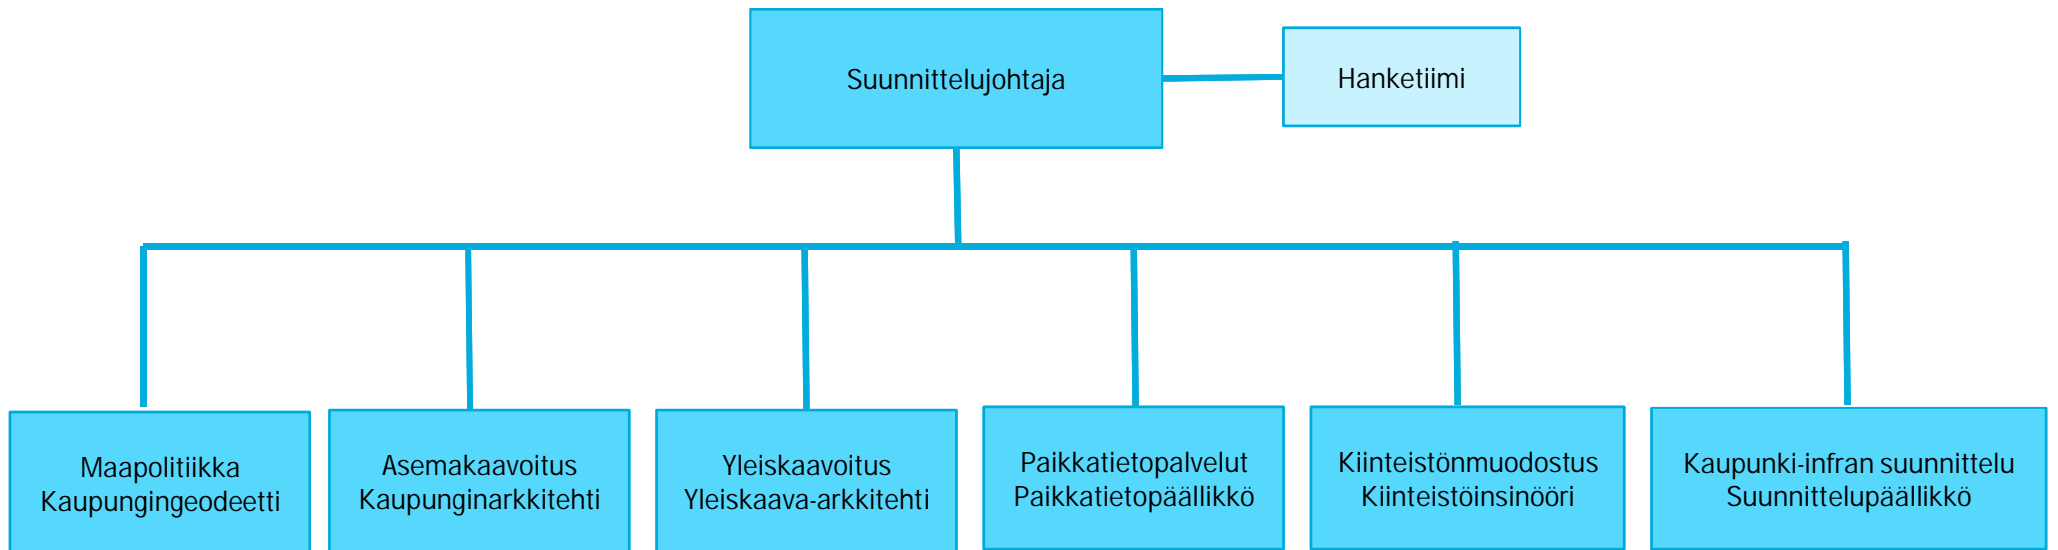 Suunnittelujohtaja
Hanketiimi
Maapolitiikka
Kaupungingeodeetti
Asemakaavoitus
Kaupunginarkkitehti
Yleiskaavoitus
Yleiskaava-arkkitehti
Paikkatietopalvelut
Paikkatietopäällikkö
Kiinteistönmuodostus
Kiinteistöinsinööri
Kaupunki-infran suunnittelu
Suunnittelupäällikkö